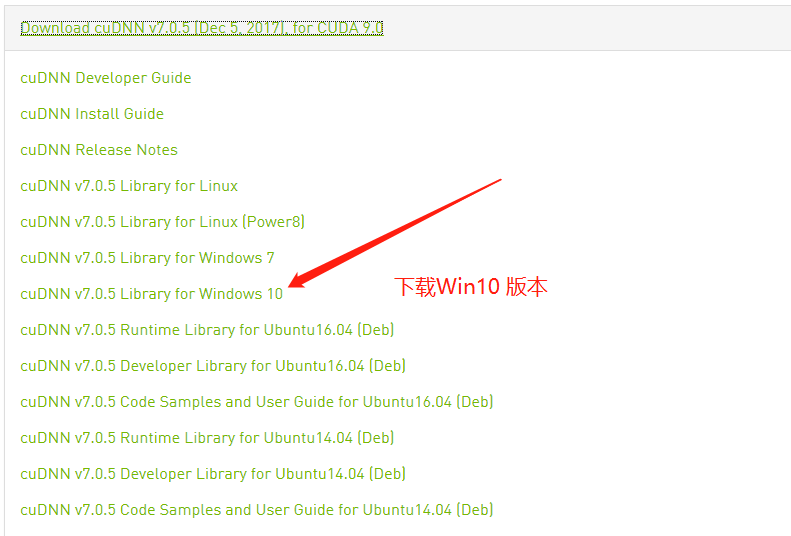 Download cuDNN v7.0.5 [Dec 5, 2017], for CUDA 9.0
cuDNN Developer Guide
cuDNN Install Guide
cuDNN Release Notes
cuDNN v7.0.5 Library for Linux
cuDNN v7.0.5 Library for Linux (Power8)
cuDNN v7.0.5 Library for Windows 7
cuDNN v7.0.5 Library for Windows 10
下载Win10 版本
cuDNN v7.0.5 Runtime Library for Ubuntu16.04 (Deb)
cuDNN v7.0.5 Developer Library for Ubuntu16.04 (Deb)
cuDNN v7.0.5 Code Samples and User Guide for Ubuntu16.04 (Deb)
cuDNN v7.0.5 Runtime Library for Ubuntu14.04 (Deb)
cuDNN v7.0.5 Developer Library for Ubuntu14.04 (Deb)
cuDNN v7.0.5 Code Samples and User Guide for Ubuntu14.04 (Deb)